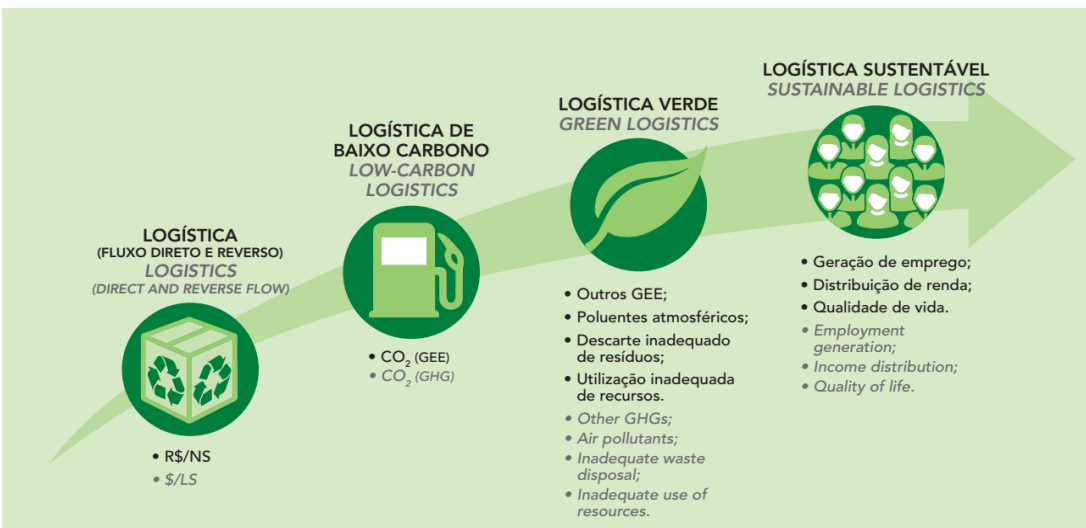 LOGÍSTICA
(FLUXO DIRETO E REVERSO)
LOGISTICS
(DIRECT AND REVERSE FLOW)
• R$/NS
• $/LS
LOGÍSTICA DE
BAIXO CARBONO
LOW-CARBON
LOGISTICS
• CO₂ (GEE)
• CO₂ (GHG)
LOGÍSTICA VERDE
GREEN LOGISTICS
• Outros GEE;
• Poluentes atmosféricos;
• Descarte inadequado
de resíduos;
• Utilização inadequada
de recursos.
• Other GHGs;
• Air pollutants;
• Inadequate waste
disposal;
• Inadequate use of
resources.
LOGÍSTICA SUSTENTÁVEL
SUSTAINABLE LOGISTICS
• Geração de emprego;
• Distribuição de renda;
• Qualidade de vida.
• Employment
generation;
• Income distribution;
• Quality of life.